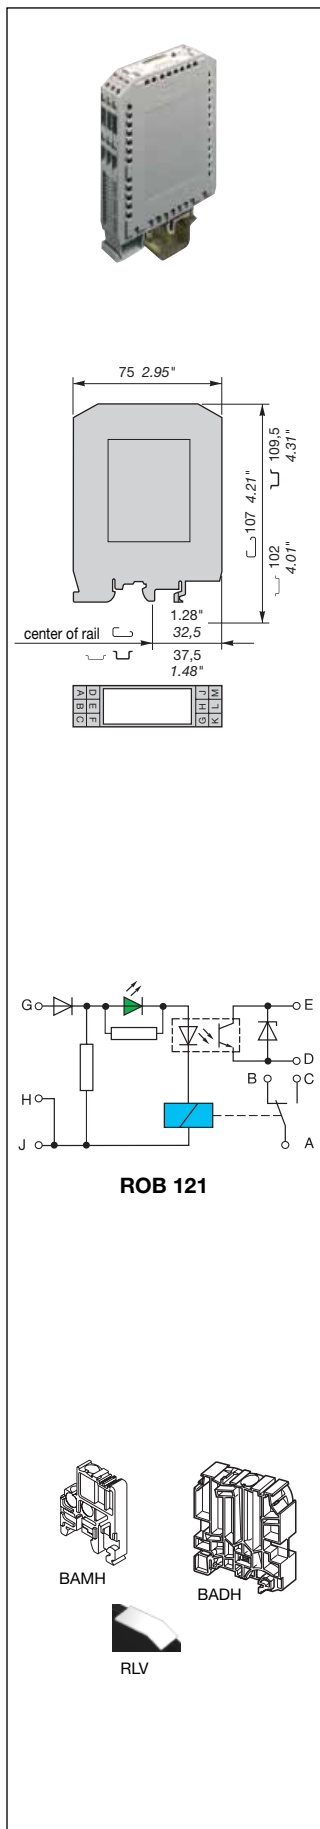 75 2.95"
109,5
4.31"
107 4.21"
102
4.01"
1.28"
center of rail
32,5
37,5
1.48"
A D
B E
C F
J M
H L
G K
G
E
D
B
C
H
J
A
ROB 121
BAMH
BADH
RLV